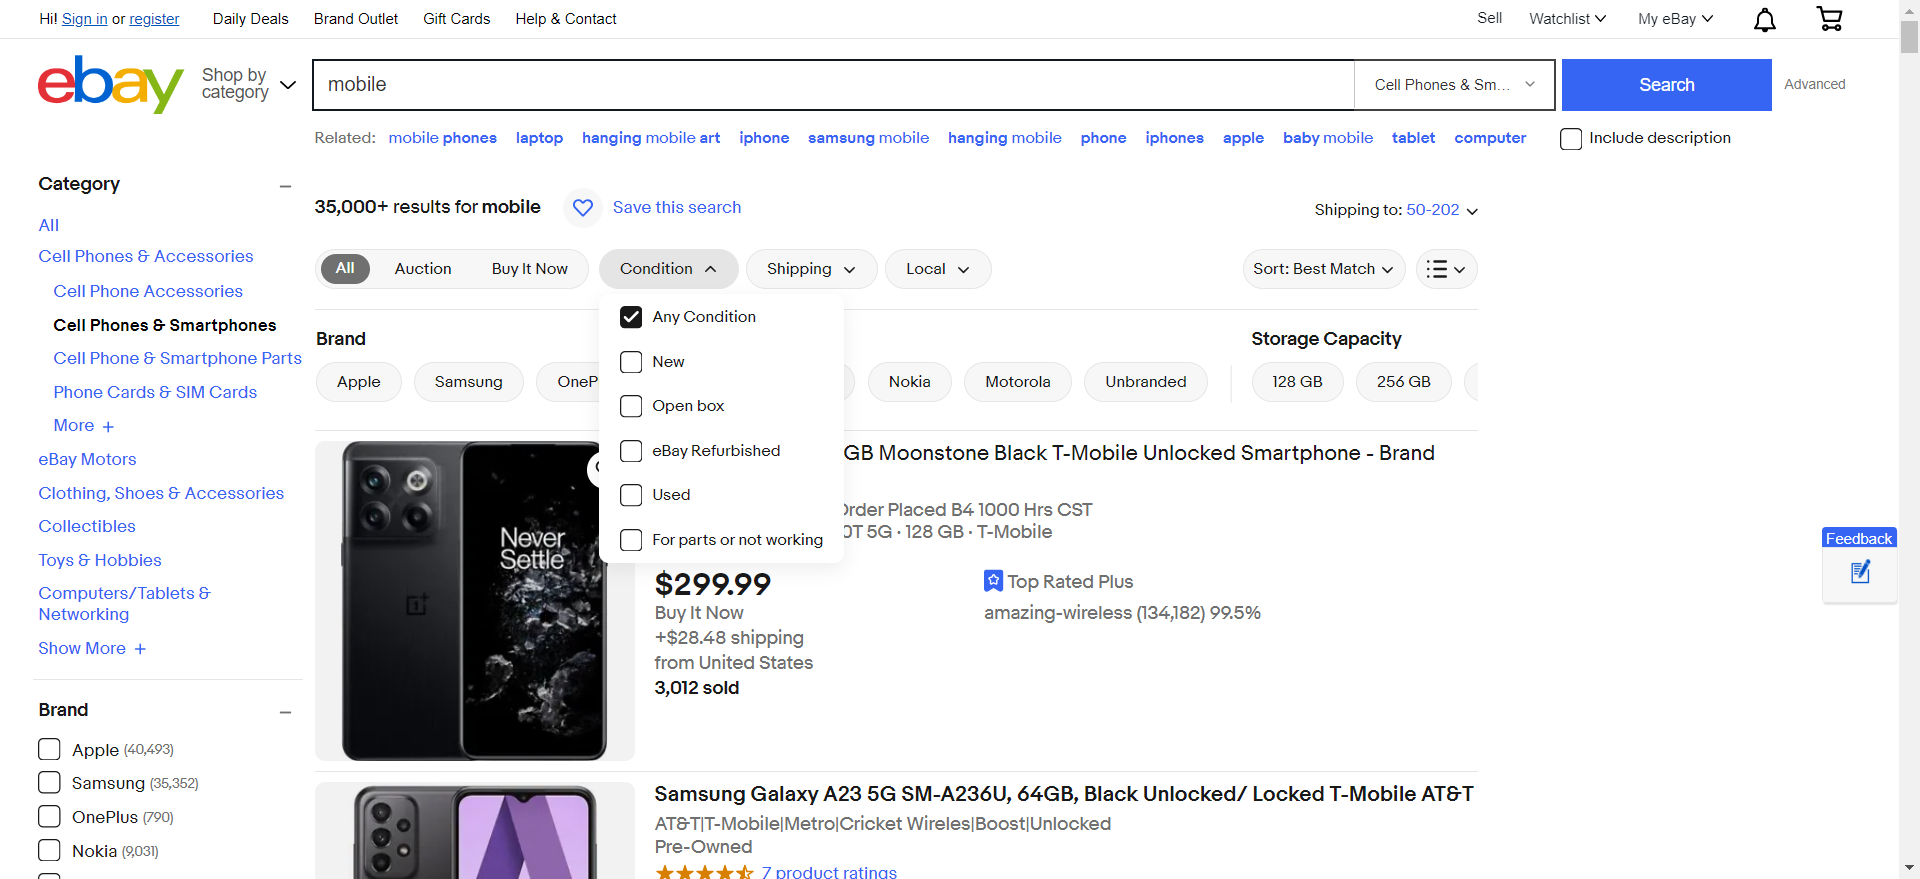 Hi! Sign in or register
Daily Deals
Brand Outlet
Gift Cards
Help & Contact
Sell
Watchlist
My eBay
ebay
Shop by category
mobile
Cell Phones & Sm...
Search
Advanced
Related: mobile phones laptop hanging mobile art iphone samsung mobile hanging mobile phone iphones apple baby mobile tablet computer
Include description
Category
All
Cell Phones & Accessories
Cell Phone Accessories
Cell Phones & Smartphones
Cell Phone & Smartphone Parts
Phone Cards & SIM Cards
More
eBay Motors
Clothing, Shoes & Accessories
Collectibles
Toys & Hobbies
Computers/Tablets &
Networking
Show More
Brand
Apple (40,493)
Samsung (35,352)
OnePlus (790)
Nokia (9,031)
35,000+ results for mobile
Save this search
Shipping to: 50-202
All
Auction
Buy It Now
Condition
Shipping
Local
Sort: Best Match
Any Condition
New
Open box
eBay Refurbished
Used
For parts or not working
Brand
Apple
Samsung
OneP
Nokia
Motorola
Unbranded
Storage Capacity
128 GB
256 GB
Never
Settle
GB Moonstone Black T-Mobile Unlocked Smartphone - Brand
Order Placed B4 1000 Hrs CST
0T 5G · 128 GB · T-Mobile
$299.99
Buy It Now
+$28.48 shipping
from United States
3,012 sold
Top Rated Plus
amazing-wireless (134,182) 99.5%
Samsung Galaxy A23 5G SM-A236U, 64GB, Black Unlocked/ Locked T-Mobile AT&T
AT&T|T-Mobile|Metro|Cricket Wireles|Boost|Unlocked
Pre-Owned
7 product ratings
Feedback